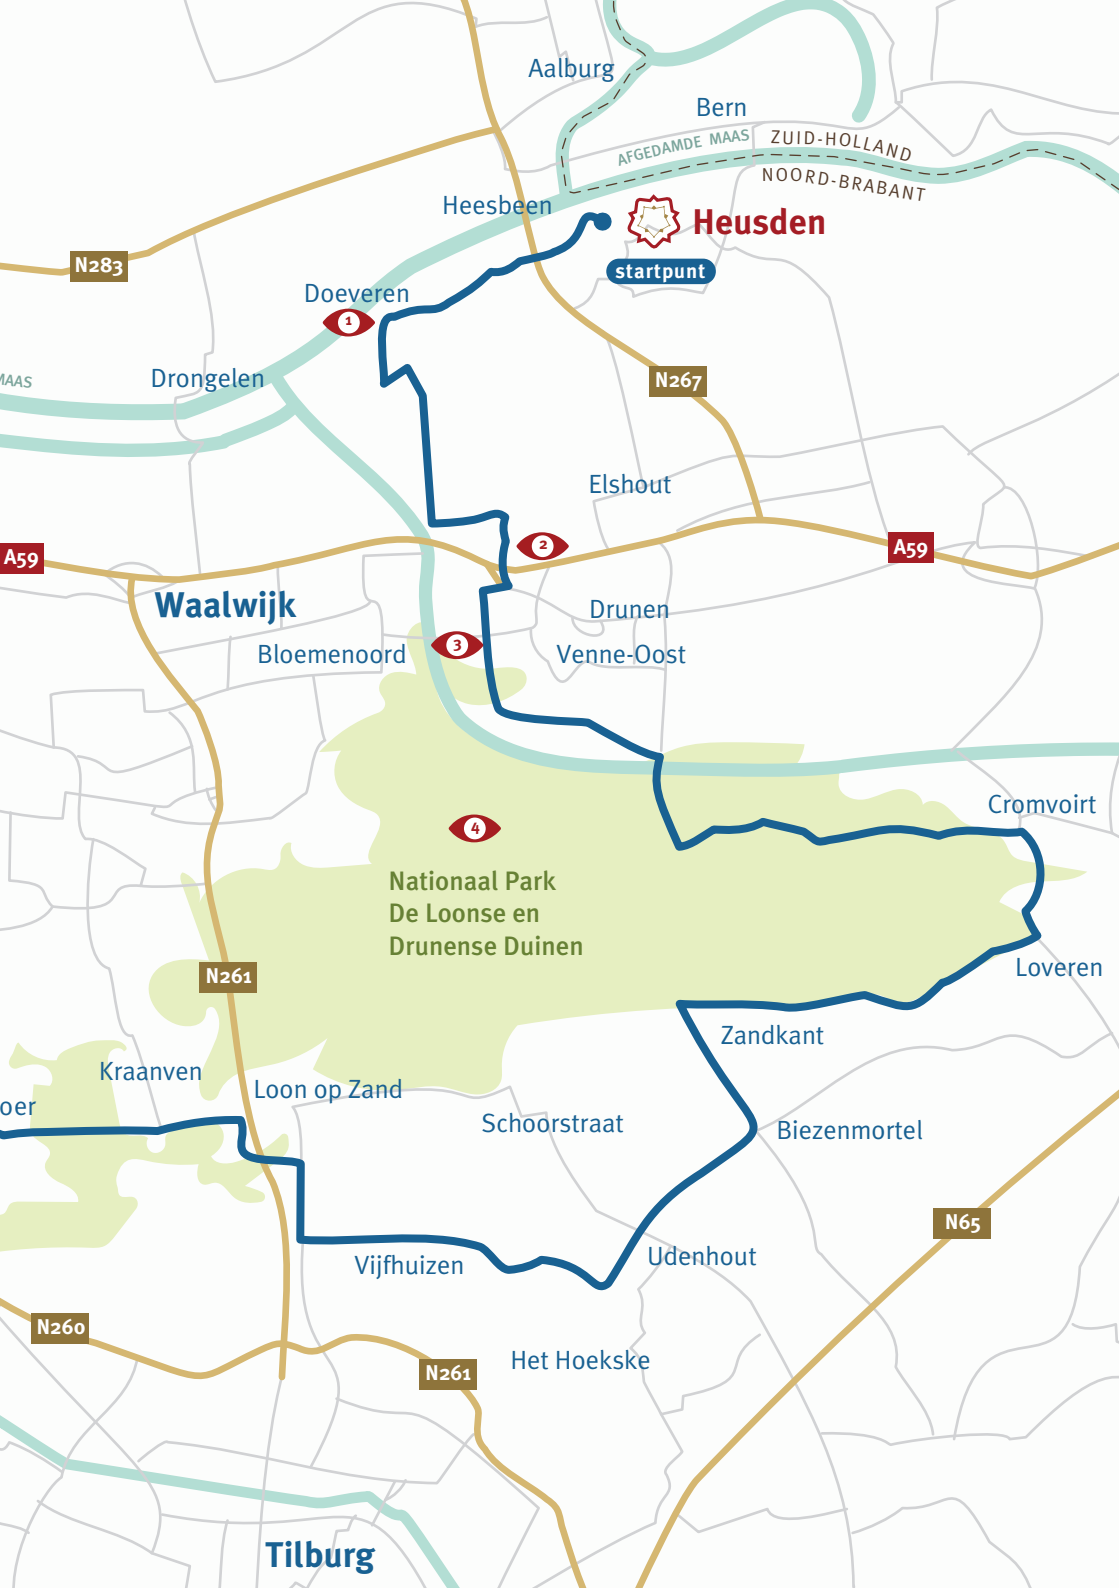 Aalburg
Bern
AFGEDAMDE MAAS
ZUID-HOLLAND
NOORD-BRABANT
Heesbeen
Heusden
startpunt
N283
Doeveren
1
MAAS
Drongelen
N267
Elshout
A59
2
A59
Waalwijk
Drunen
Bloemenoord
3
Venne-Oost
Cromvoirt
4
Nationaal Park
De Loonse en
Drunense Duinen
N261
Loveren
Zandkant
Kraanven
Loon op Zand
oer
Schoorstraat
Biezenmortel
N65
Vijfhuizen
Udenhout
N260
Het Hoekske
N261
Tilburg